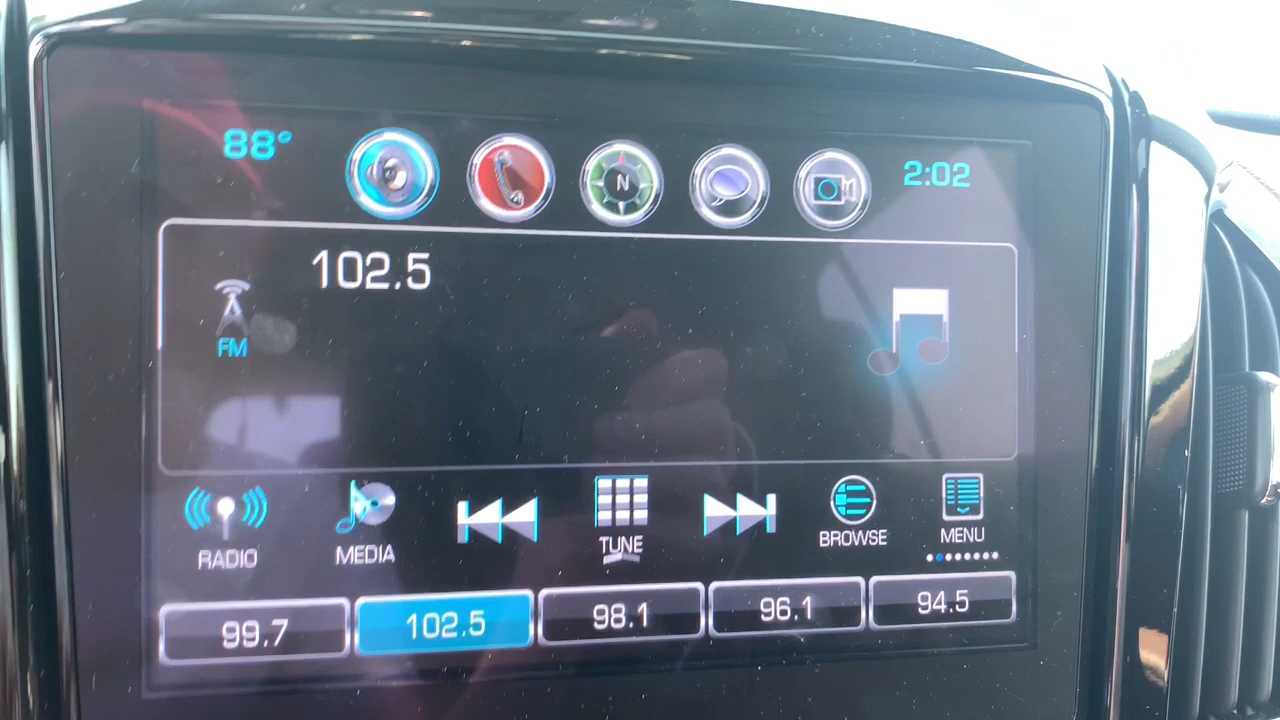 88°
N
2:02
102.5
FM
RADIO
MEDIA
TUNE
BROWSE
MENU
99.7
102.5
98.1
96.1
94.5